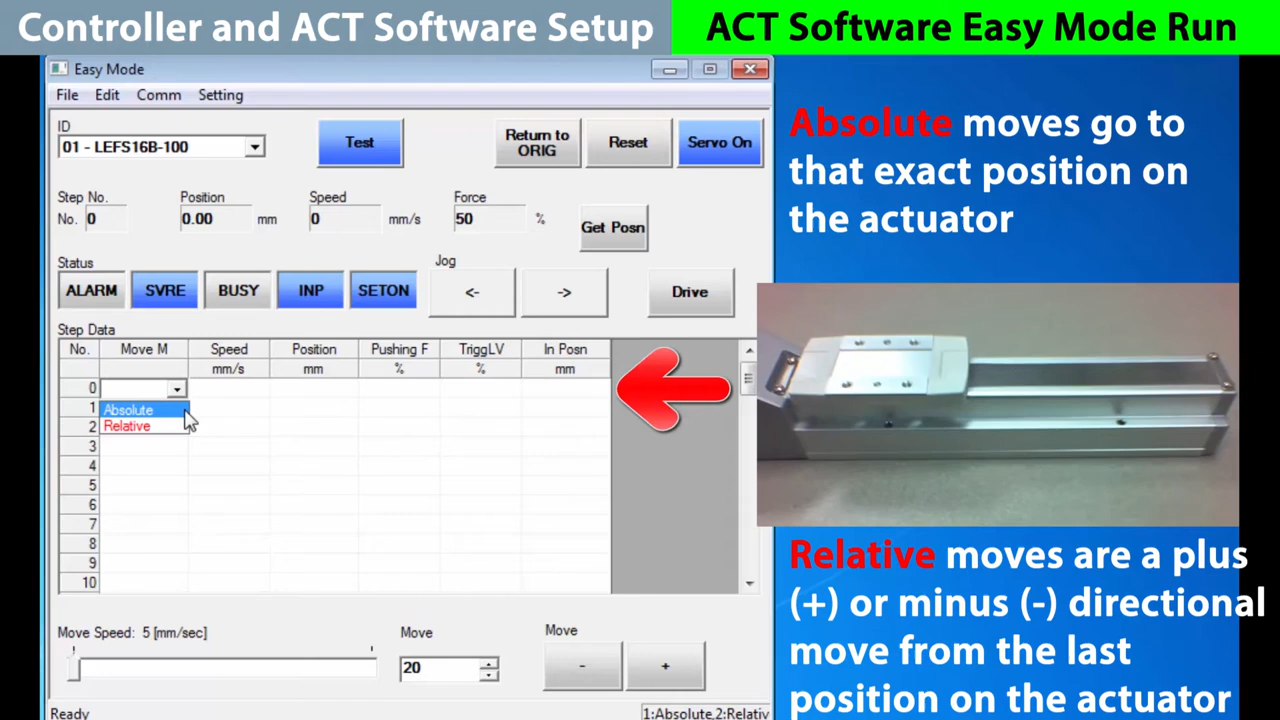 Controller and ACT Software Setup
ACT Software Easy Mode Run
Easy Mode
File Edit Comm Setting
ID
01 - LEFS16B-100
Test
Return to ORIG
Reset
Servo On
Step No. Position Speed Force
No. 0 0.00 mm 0 mm/s 50 %
Get Posn
Status
Jog
ALARM SVRE BUSY INP SETON <- -> Drive
Step Data
No. Move M Speed Position Pushing F TriggLV In Posn
mm/s mm % % mm
0
1 Absolute
2 Relative
3
4
5
6
7
8
9
10
Move Speed: 5 [mm/sec] Move Move
20 - +
Ready 1:Absolute,2:Relativ
Absolute moves go to
that exact position on
the actuator
Relative moves are a plus
(+) or minus (-) directional
move from the last
position on the actuator